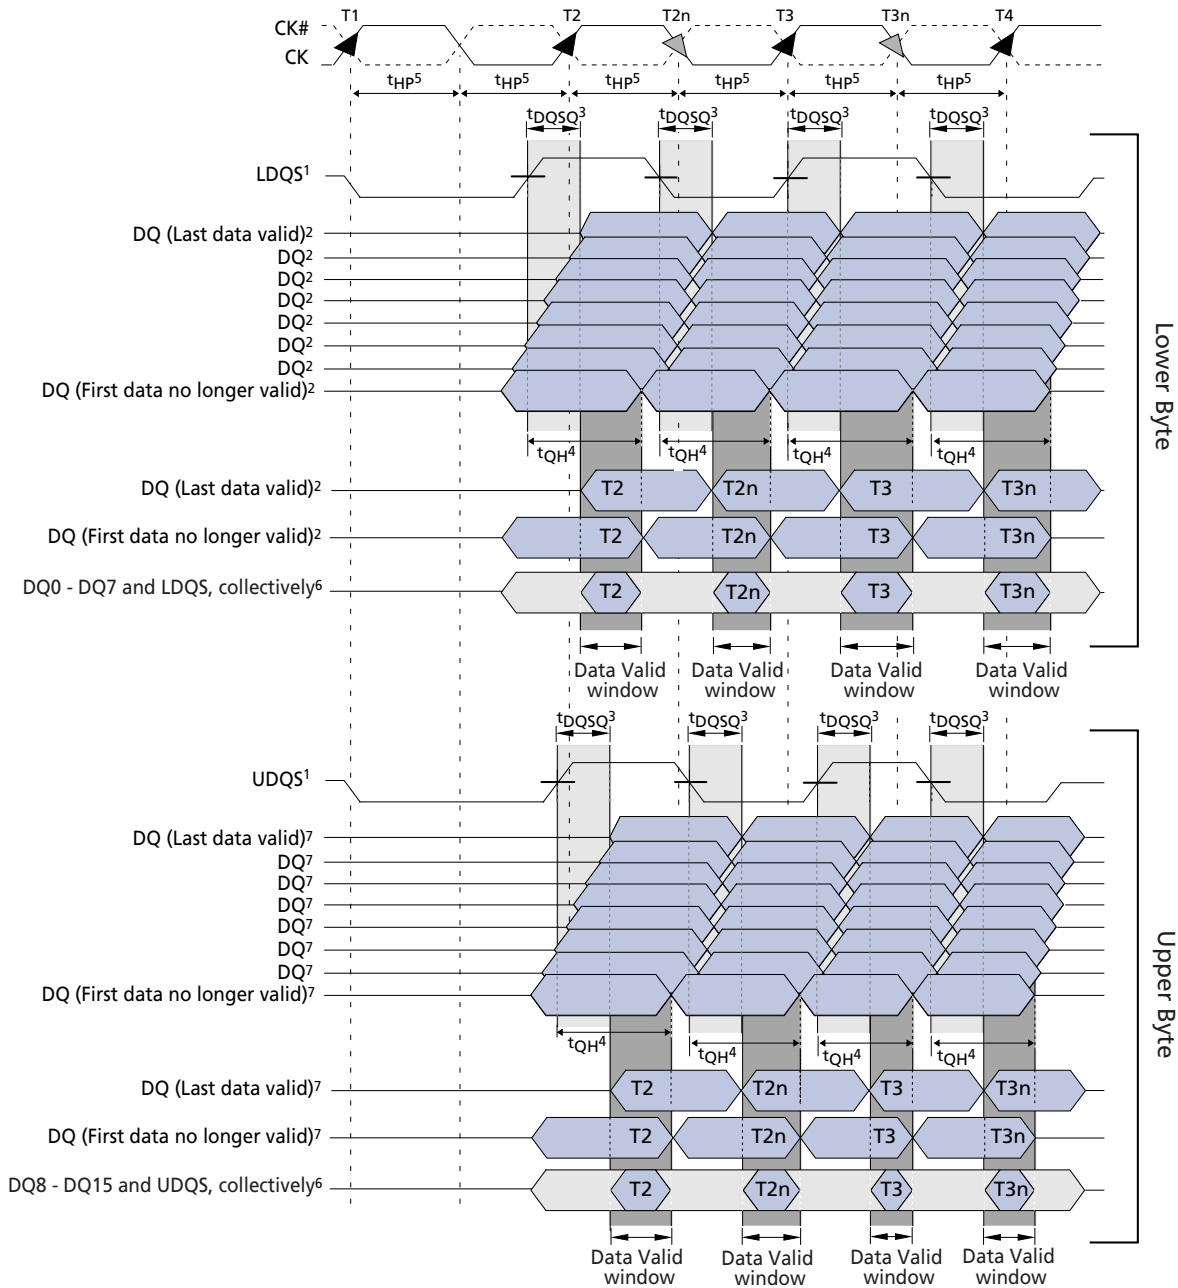 T1 T2 T2n T3 T3n T4
CK#
CK
tHP5 tHP5 tHP5 tHP5 tHP5 tHP5
tDQSQ3 tDQSQ3 tDQSQ3 tDQSQ3
LDQS1
DQ (Last data valid)2
DQ2
DQ2
DQ2
DQ2
DQ2
DQ2
DQ (First data no longer valid)2
tQH4 tQH4 tQH4 tQH4
DQ (Last data valid)2 T2 T2n T3 T3n
DQ (First data no longer valid)2 T2 T2n T3 T3n
DQ0 - DQ7 and LDQS, collectively6 T2 T2n T3 T3n
Data Valid window Data Valid window Data Valid window Data Valid window
Lower Byte
tDQSQ3 tDQSQ3 tDQSQ3 tDQSQ3
UDQS1
DQ (Last data valid)7
DQ7
DQ7
DQ7
DQ7
DQ7
DQ7
DQ (First data no longer valid)7
tQH4 tQH4 tQH4 tQH4
DQ (Last data valid)7 T2 T2n T3 T3n
DQ (First data no longer valid)7 T2 T2n T3 T3n
DQ8 - DQ15 and UDQS, collectively6 T2 T2n T3 T3n
Data Valid window Data Valid window Data Valid window Data Valid window
Upper Byte